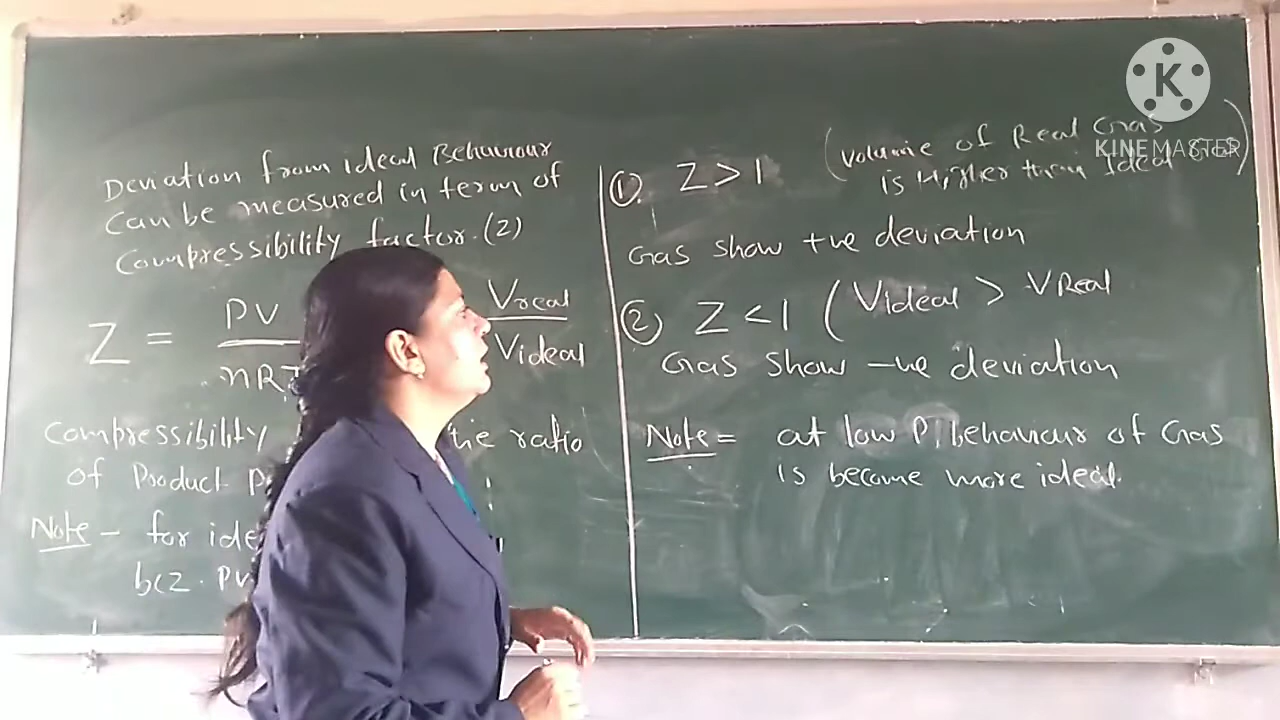 Deviation from ideal Behaviour
Can be measured in term of
Compressibility factor. (Z)
Z = PV
nRT
Vreal
Videal
Compressibility the ratio
of Product P
Note - for ide
bcz. PV
① Z > 1 (Volume of Real Gas
is Higher than Ideal Gas)
Gas show +ve deviation
② Z < 1 ( Videal > VReal
Gas show -ve deviation
Note = at low P, behaviour of Gas
is become more ideal.
K
KINEMASTER